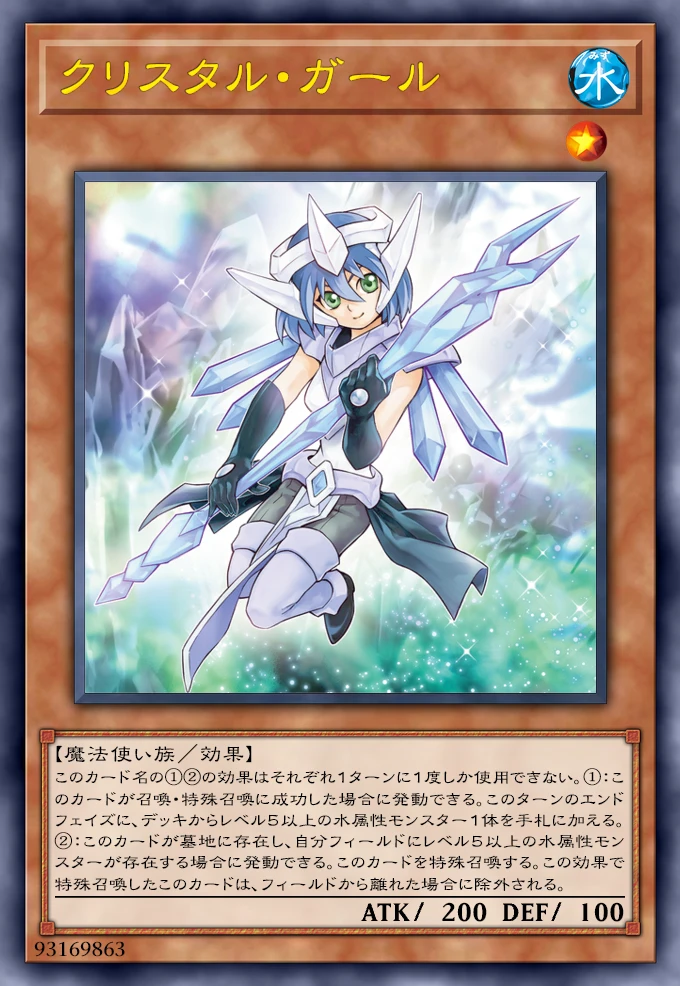 クリスタル・ガール
みず
水
【魔法使い族／効果】
このカード名の①②の効果はそれぞれ1ターンに1度しか使用できない。①：こ
のカードが召喚・特殊召喚に成功した場合に発動できる。このターンのエンド
フェイズに、デッキからレベル5以上の水属性モンスター1体を手札に加える。
②：このカードが墓地に存在し、自分フィールドにレベル5以上の水属性モン
スターが存在する場合に発動できる。このカードを特殊召喚する。この効果で
特殊召喚したこのカードは、フィールドから離れた場合に除外される。
ATK/ 200 DEF/ 100
93169863